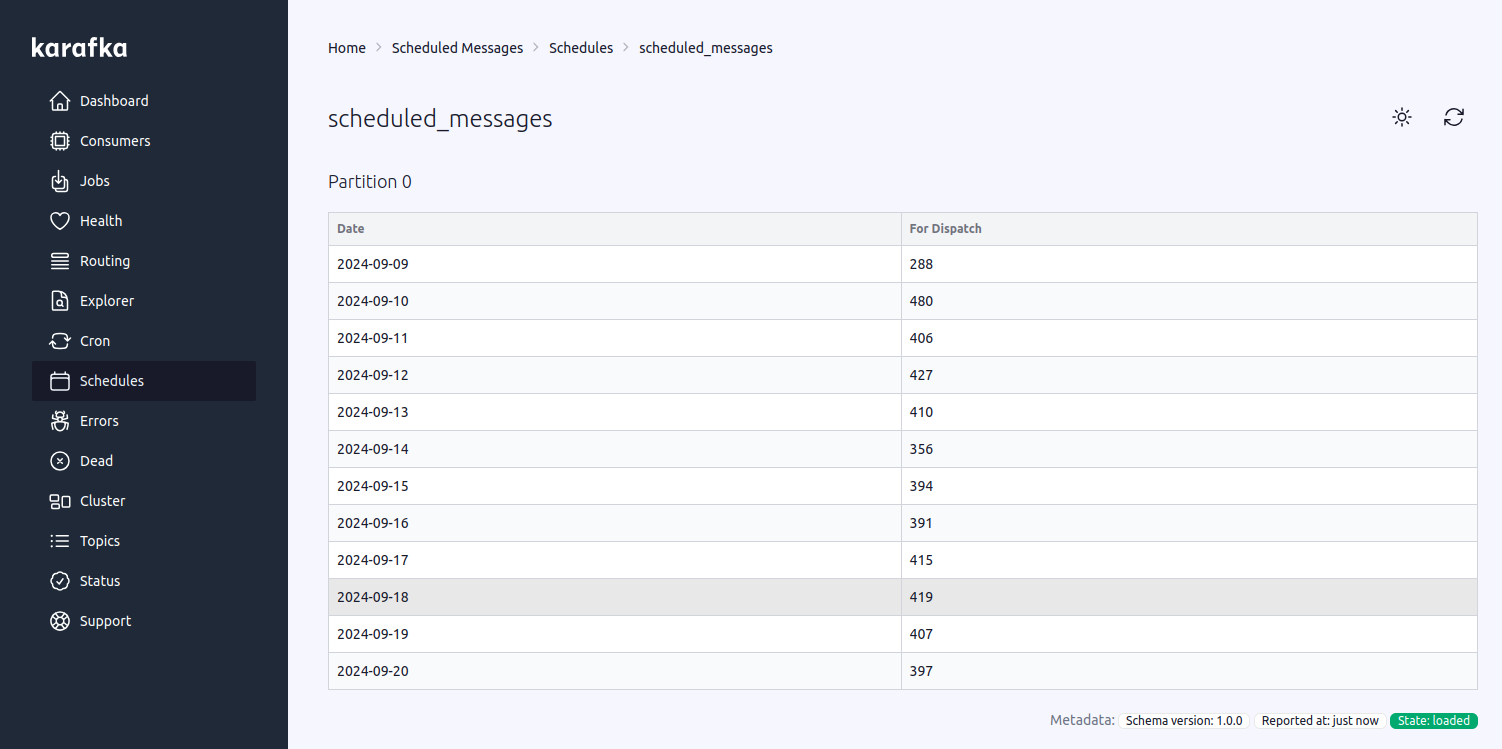 karafka
Dashboard
Consumers
Jobs
Health
Routing
Explorer
Cron
Schedules
Errors
Dead
Cluster
Topics
Status
Support
Home > Scheduled Messages > Schedules > scheduled_messages
scheduled_messages
Partition 0
Date For Dispatch
2024-09-09 288
2024-09-10 480
2024-09-11 406
2024-09-12 427
2024-09-13 410
2024-09-14 356
2024-09-15 394
2024-09-16 391
2024-09-17 415
2024-09-18 419
2024-09-19 407
2024-09-20 397
Metadata: Schema version: 1.0.0 Reported at: just now State: loaded